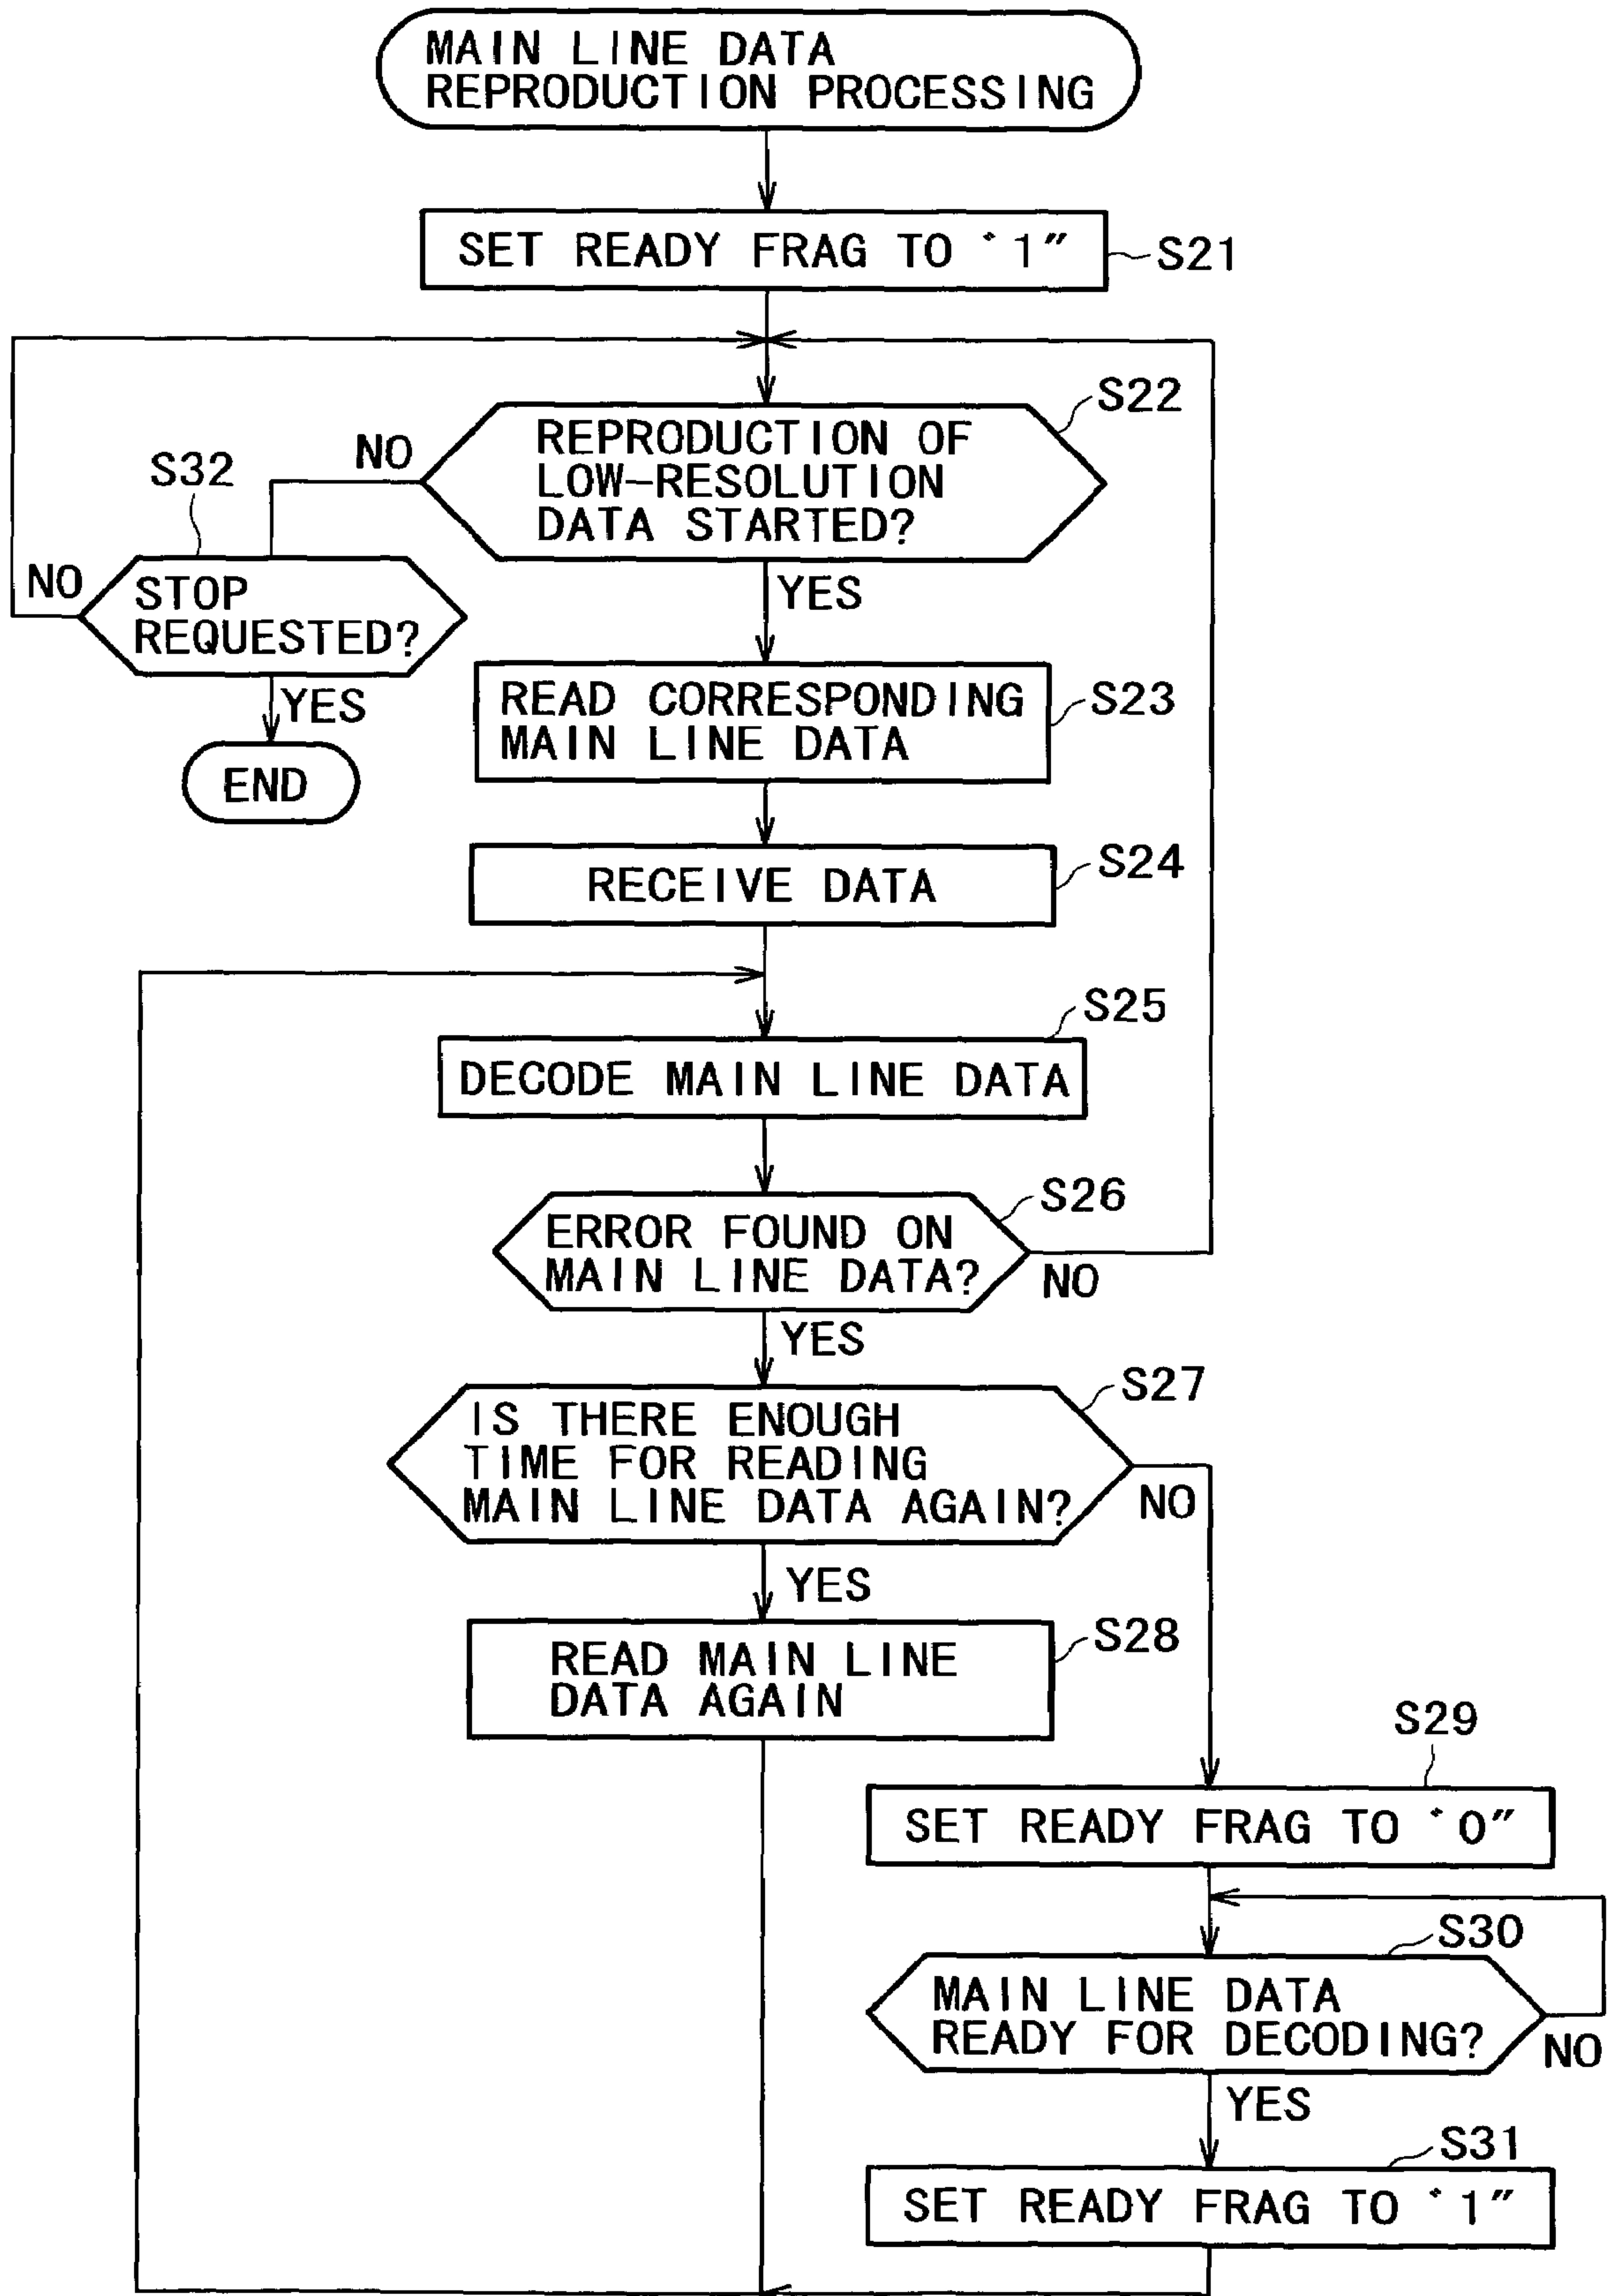 MAIN LINE DATA
REPRODUCTION PROCESSING
SET READY FRAG TO `1"
S21
S22
REPRODUCTION OF
LOW-RESOLUTION
DATA STARTED?
NO
S32
YES
NO
STOP
REQUESTED?
YES
END
READ CORRESPONDING
MAIN LINE DATA
S23
RECEIVE DATA
S24
S25
DECODE MAIN LINE DATA
S26
ERROR FOUND ON
MAIN LINE DATA?
NO
YES
S27
IS THERE ENOUGH
TIME FOR READING
MAIN LINE DATA AGAIN?
NO
YES
READ MAIN LINE
DATA AGAIN
S28
S29
SET READY FRAG TO `0"
S30
MAIN LINE DATA
READY FOR DECODING?
NO
YES
S31
SET READY FRAG TO `1"